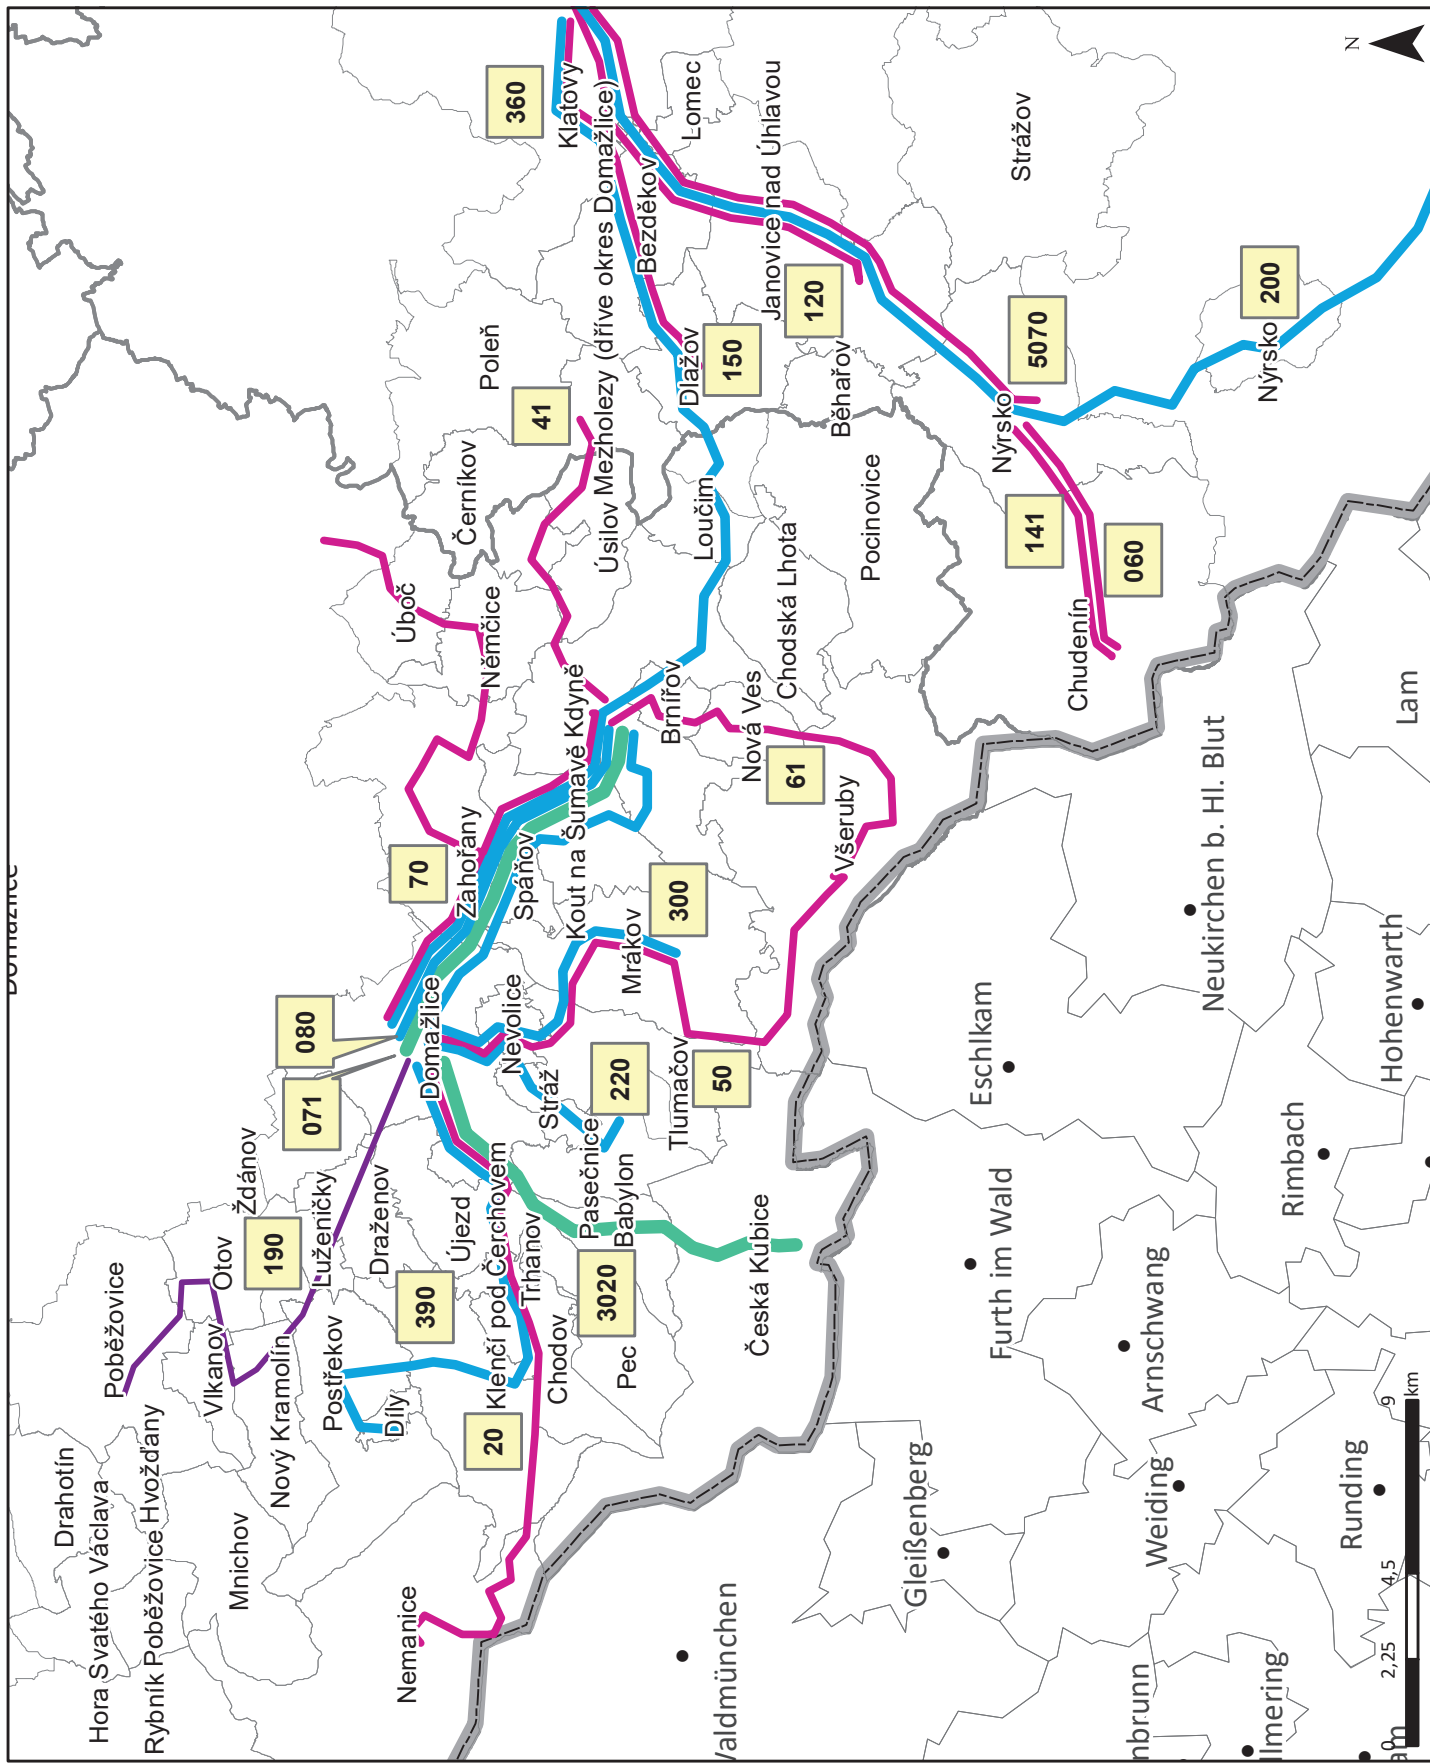 Domažlice
Drahotín
Hora Svatého Václava
Rybník Poběžovice Hvožďany
Poběžovice
Mnichov
Vlkanov
Otov
Ždánov
Nový Kramolín
190
Luženičky
071
080
Postřekov
Díly
Draženov
390
Nemanice
Újezd
Domažlice
70
Klenčí pod Čerchovem
20
Trhanov
Chodov
Zahořany
Nevolice
Stráž
Spáňov
Úboč
Němčice
Černíkov
Poleň
41
360
Klatovy
Kout na Šumavě Kdyně
Úsilov Mezholezy (dříve okres Domažlice)
Pasečnice
Babylon
220
3020
Pec
Mrákov
300
Tlumačov
50
Brnířov
Loučim
Dlažov
Bezděkov
Lomec
150
Česká Kubice
Nová Ves
61
Chodská Lhota
Janovice nad Úhlavou
120
Běhařov
Všeruby
Pocinovice
Strážov
Nýrsko
5070
141
060
Chudenín
200
Nýrsko
Waldmünchen
Gleißenberg
Eschlkam
Furth im Wald
Arnschwang
Weiding
Neukirchen b. Hl. Blut
Rimbach
Hohenwarth
Lam
Runding
N
0 2,25 4,5 9
km